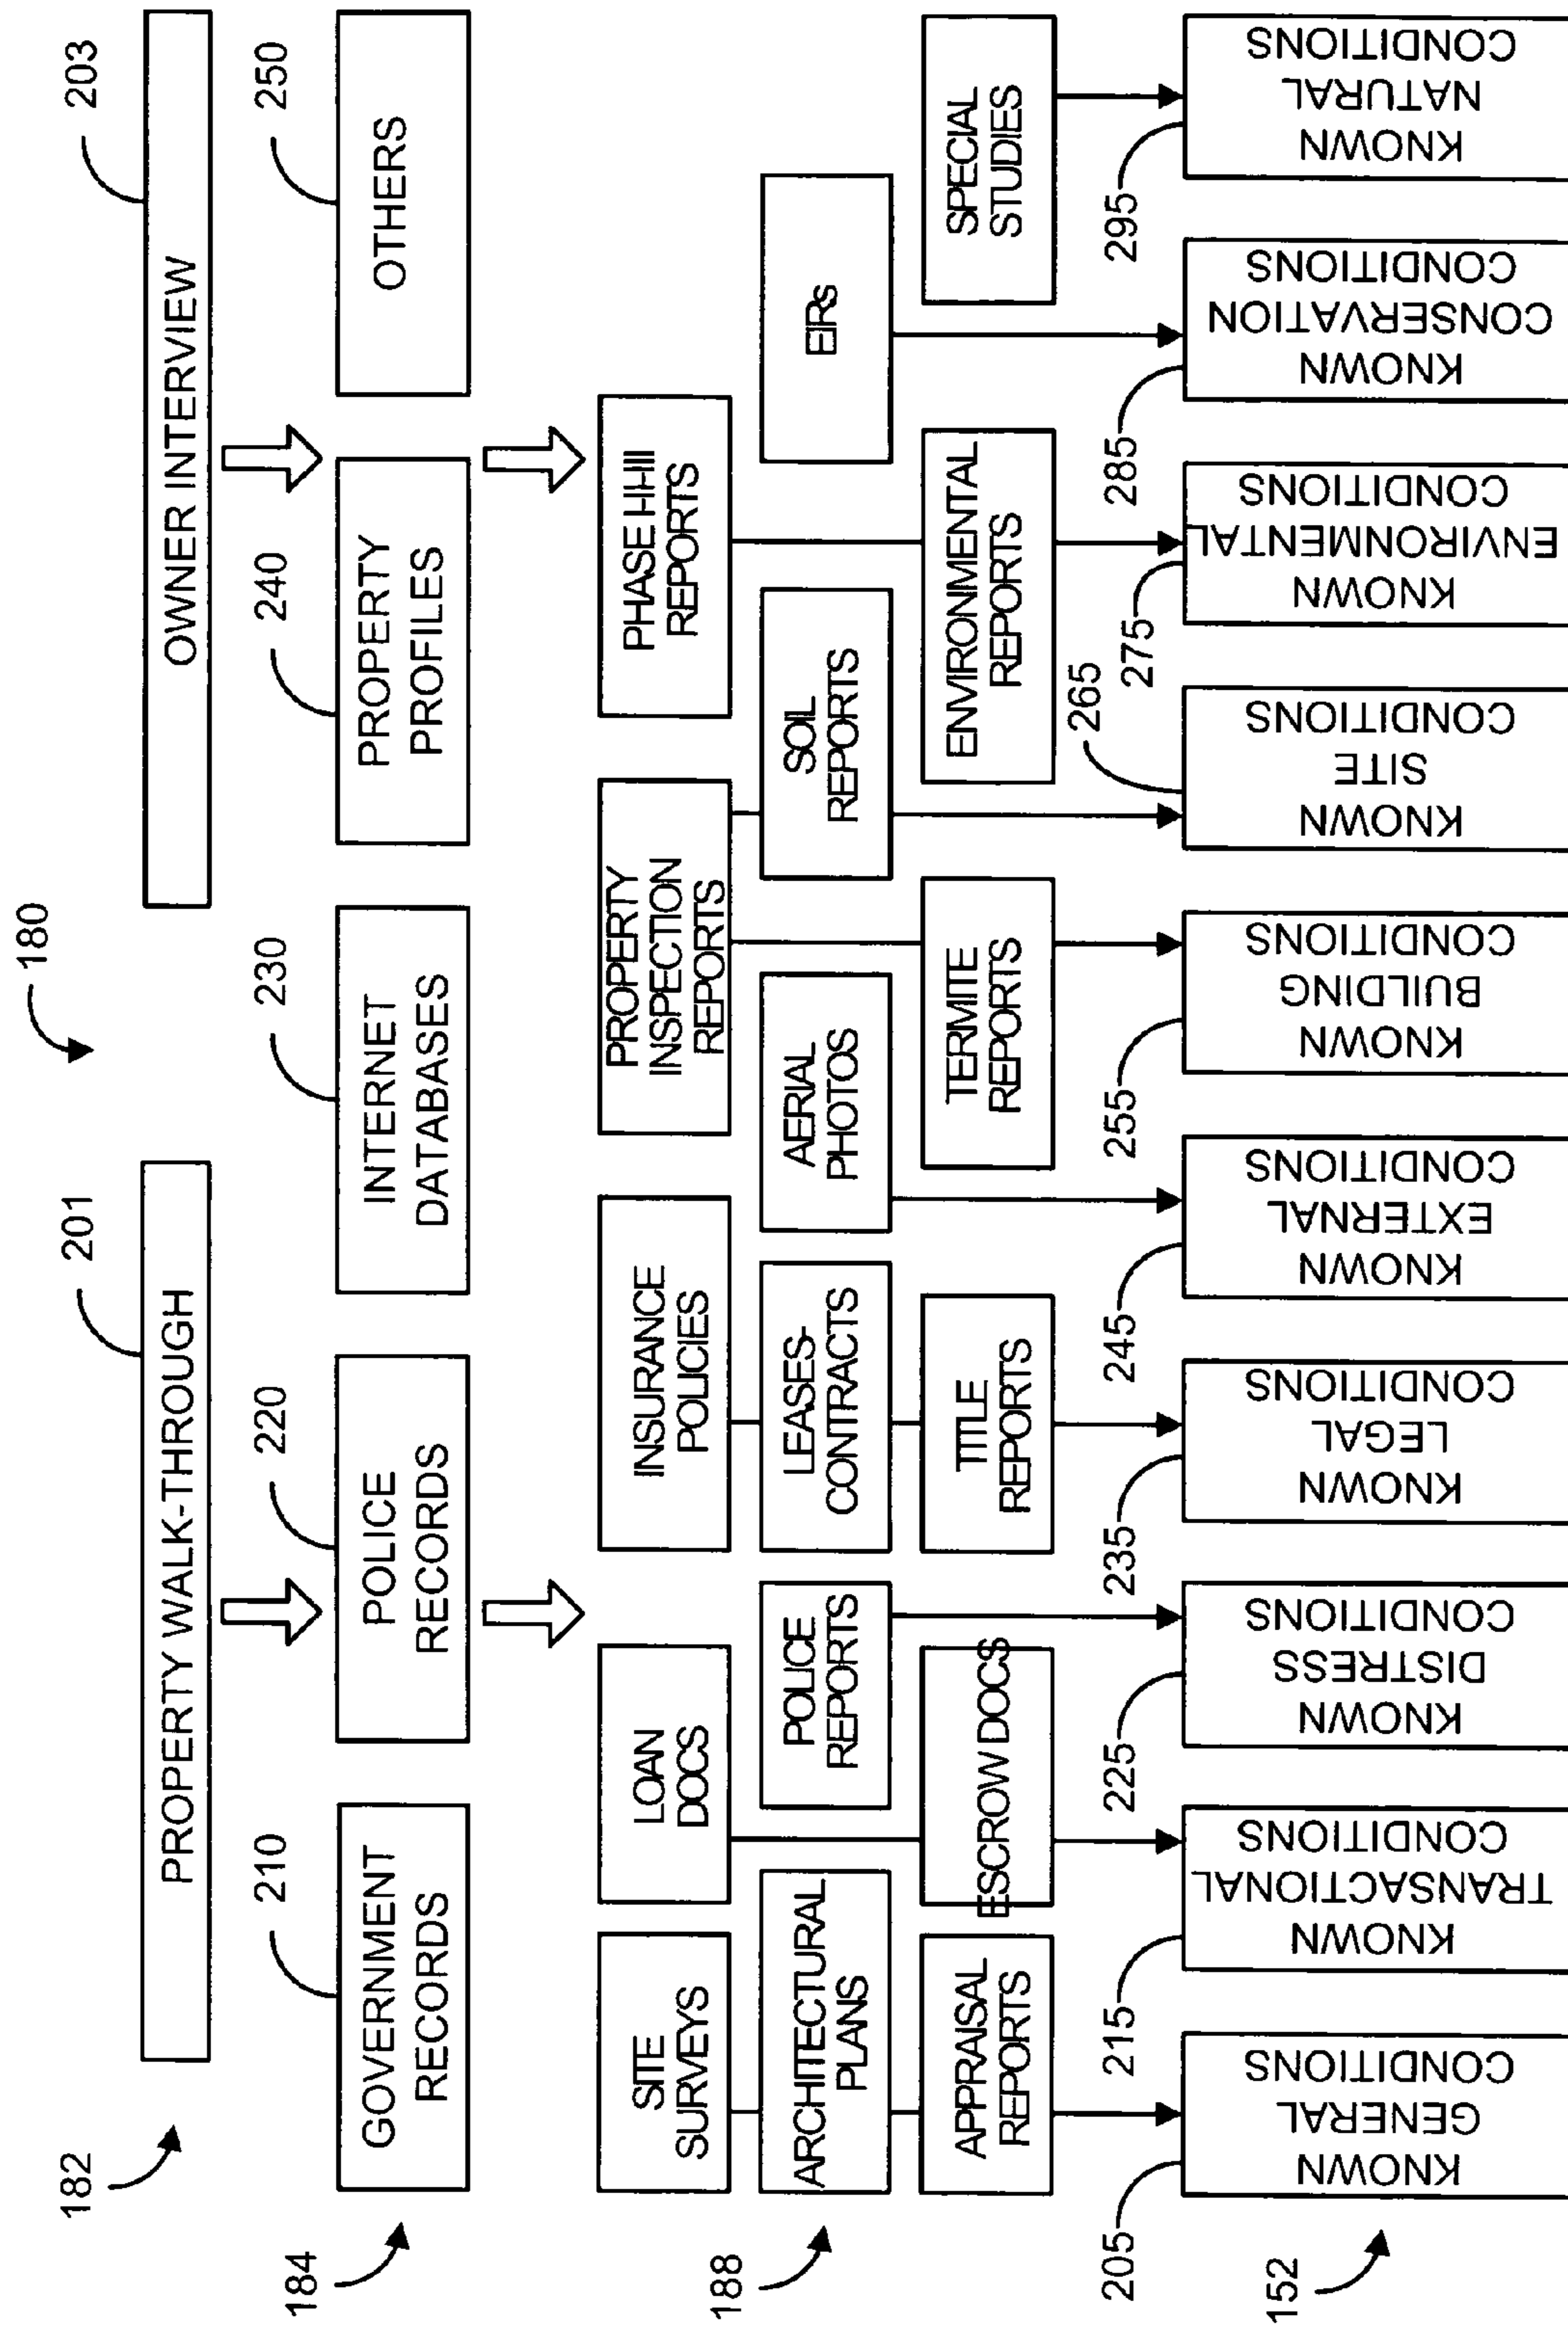 180
182
PROPERTY WALK-THROUGH
201
OWNER INTERVIEW
203
184
GOVERNMENT
RECORDS
210
POLICE
RECORDS
220
INTERNET
DATABASES
230
PROPERTY
PROFILES
240
OTHERS
250
188
SITE
SURVEYS
LOAN
DOCS
INSURANCE
POLICIES
PROPERTY
INSPECTION
REPORTS
PHASE I-II-III
REPORTS
ARCHITECTURAL
PLANS
POLICE
REPORTS
LEASES-
CONTRACTS
AERIAL
PHOTOS
SOIL
REPORTS
EIRs
APPRAISAL
REPORTS
ESCROW DOCS
TITLE
REPORTS
TERMITE
REPORTS
ENVIRONMENTAL
REPORTS
SPECIAL
STUDIES
152
205
KNOWN
GENERAL
CONDITIONS
215
KNOWN
TRANSACTIONAL
CONDITIONS
225
KNOWN
DISTRESS
CONDITIONS
235
KNOWN
LEGAL
CONDITIONS
245
KNOWN
EXTERNAL
CONDITIONS
255
KNOWN
BUILDING
CONDITIONS
265
KNOWN
SITE
CONDITIONS
275
KNOWN
ENVIRONMENTAL
CONDITIONS
285
KNOWN
CONSERVATION
CONDITIONS
295
KNOWN
NATURAL
CONDITIONS